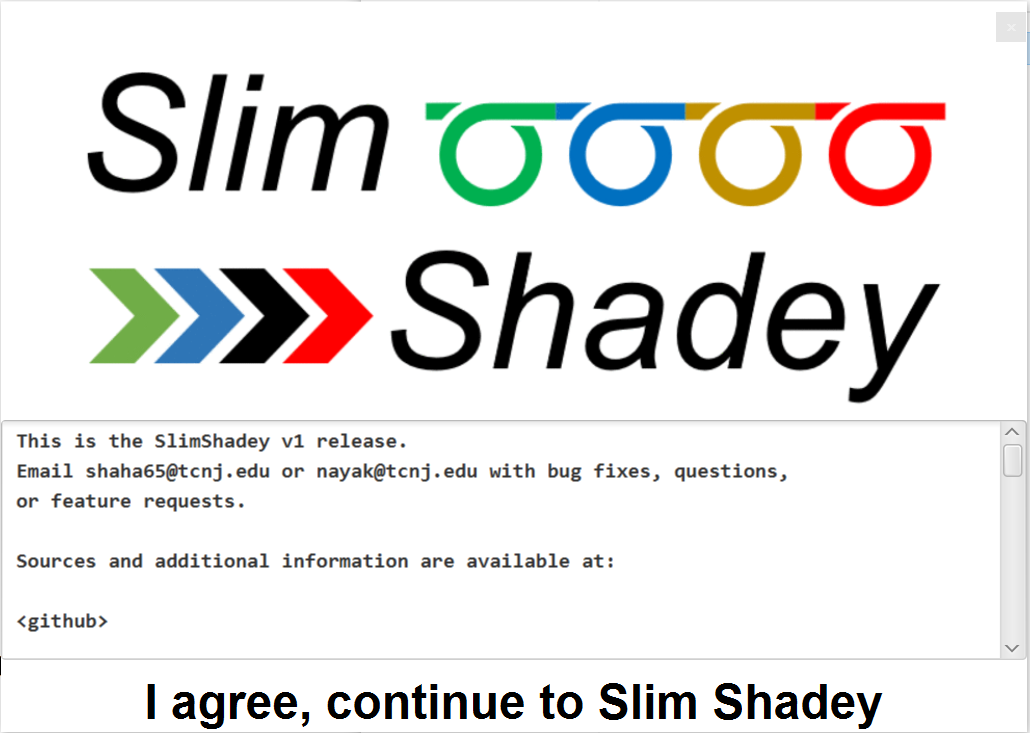 Slim
Shadey
This is the SlimShadey v1 release.
Email shaha65@tcnj.edu or nayak@tcnj.edu with bug fixes, questions,
or feature requests.
Sources and additional information are available at:
<github>
I agree, continue to Slim Shadey